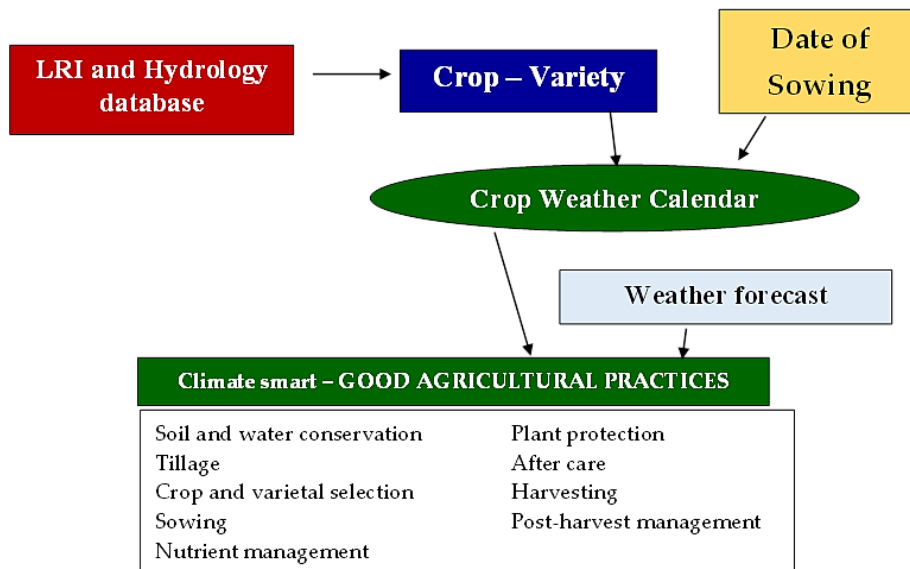 LRI and Hydrology
database
Crop – Variety
Date of
Sowing
Crop Weather Calendar
Weather forecast
Climate smart – GOOD AGRICULTURAL PRACTICES
Soil and water conservation
Tillage
Crop and varietal selection
Sowing
Nutrient management
Plant protection
After care
Harvesting
Post-harvest management